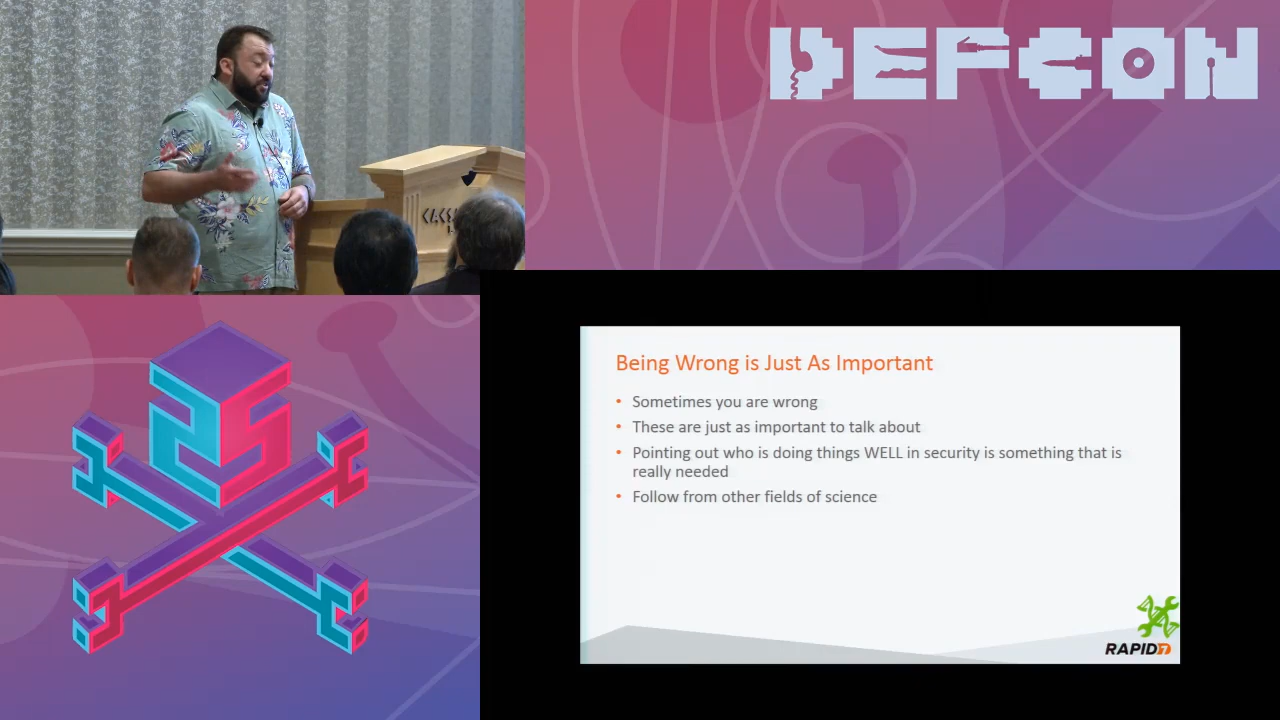 DEFCON
Being Wrong is Just As Important
• Sometimes you are wrong
• These are just as important to talk about
• Pointing out who is doing things WELL in security is something that is
really needed
• Follow from other fields of science
RAPID7